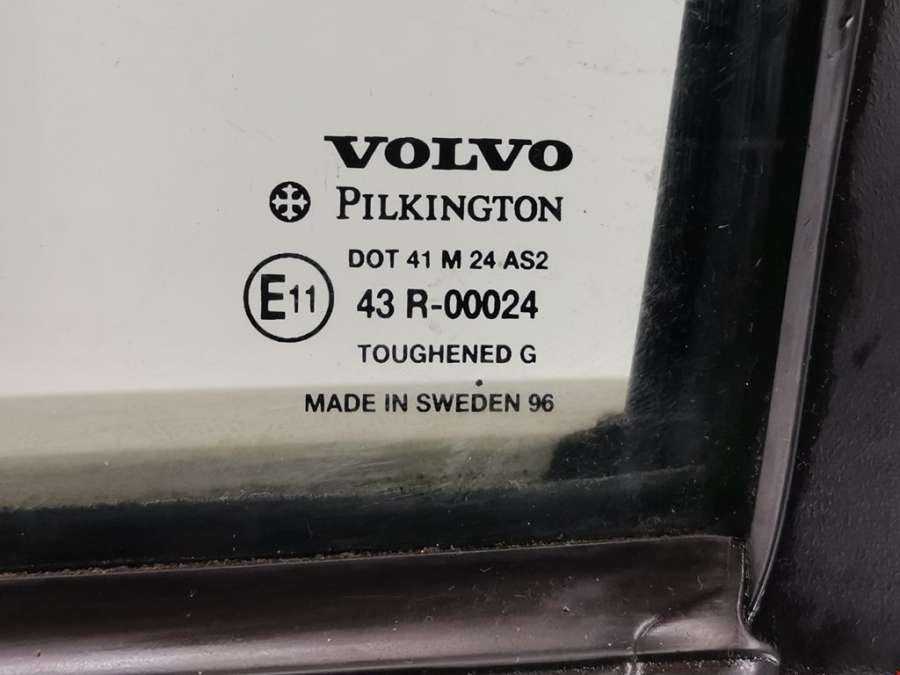 VOLVO
PILKINGTON
DOT 41 M 24 AS2
E11 43 R-00024
TOUGHENED G
MADE IN SWEDEN 96